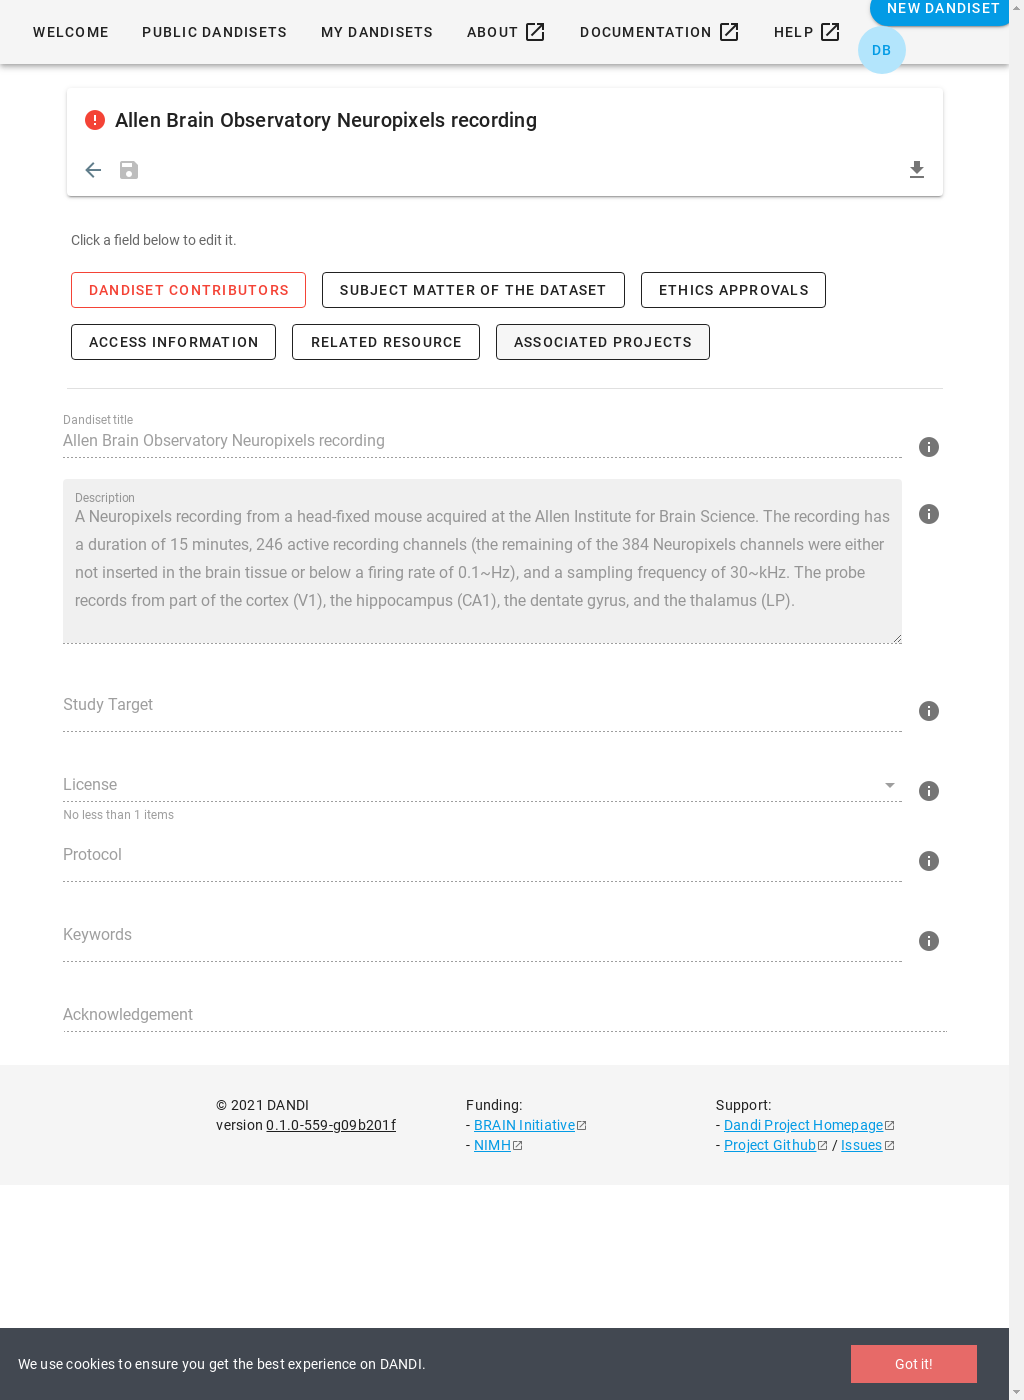 WELCOME
PUBLIC DANDISETS
MY DANDISETS
ABOUT
DOCUMENTATION
HELP
NEW DANDISET
DB
Allen Brain Observatory Neuropixels recording
Click a field below to edit it.
DANDISET CONTRIBUTORS
SUBJECT MATTER OF THE DATASET
ETHICS APPROVALS
ACCESS INFORMATION
RELATED RESOURCE
ASSOCIATED PROJECTS
Dandiset title
Allen Brain Observatory Neuropixels recording
Description
A Neuropixels recording from a head-fixed mouse acquired at the Allen Institute for Brain Science. The recording has
a duration of 15 minutes, 246 active recording channels (the remaining of the 384 Neuropixels channels were either
not inserted in the brain tissue or below a firing rate of 0.1~Hz), and a sampling frequency of 30~kHz. The probe
records from part of the cortex (V1), the hippocampus (CA1), the dentate gyrus, and the thalamus (LP).
Study Target
License
No less than 1 items
Protocol
Keywords
Acknowledgement
© 2021 DANDI
version 0.1.0-559-g09b201f
Funding:
- BRAIN Initiative
- NIMH
Support:
- Dandi Project Homepage
- Project Github / Issues
We use cookies to ensure you get the best experience on DANDI.
Got it!